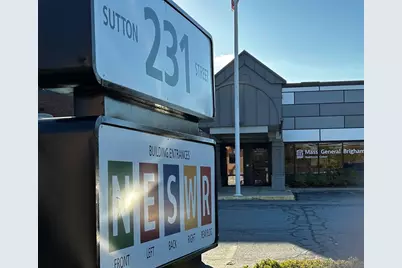 SUTTON
231
STREET
BUILDING ENTRANCES
N E S W R
FRONT LEFT BACK RIGHT
Mass General Brigham